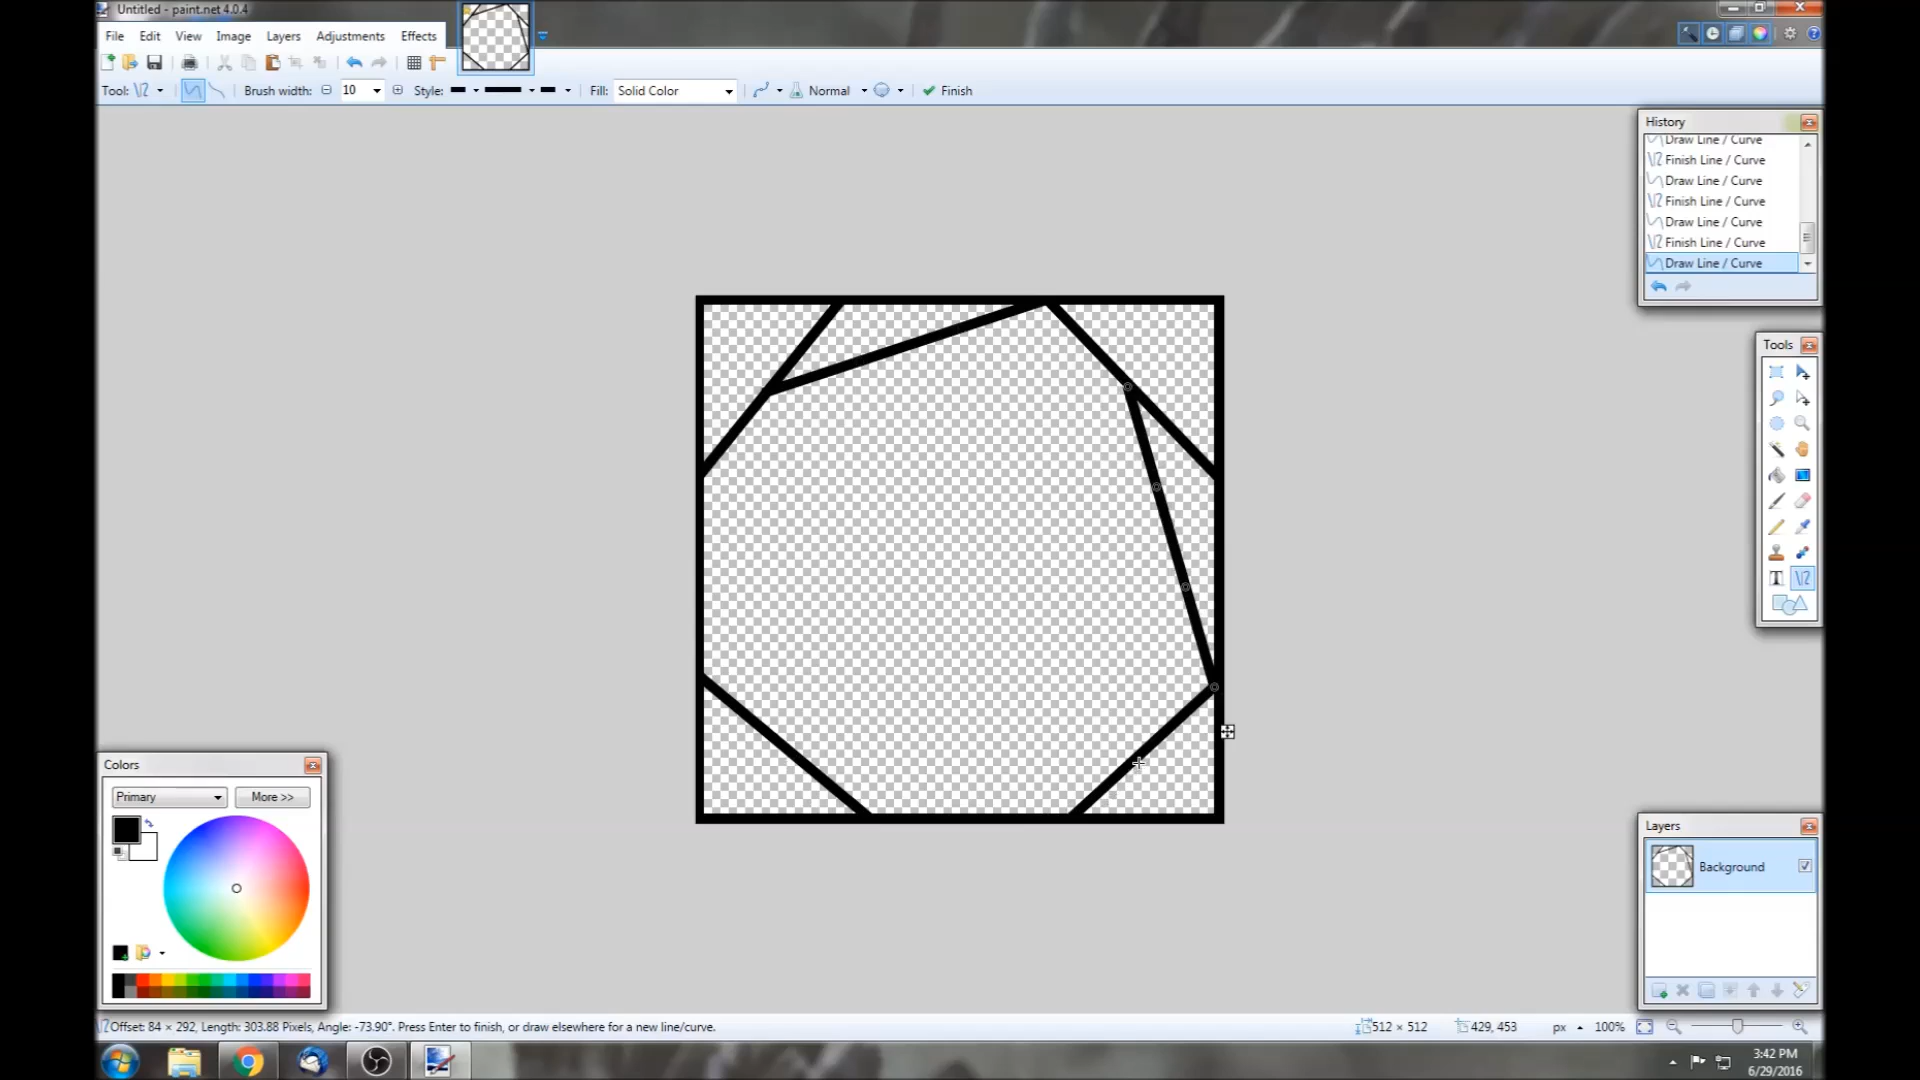 Untitled - paint.net 4.0.4
File Edit View Image Layers Adjustments Effects
Tool: Brush width: 10 Style: Fill: Solid Color Normal Finish
History
Draw Line / Curve
Finish Line / Curve
Draw Line / Curve
Finish Line / Curve
Draw Line / Curve
Finish Line / Curve
Draw Line / Curve
Tools
Colors
Primary More >>
Layers
Background
Offset: 84 × 292, Length: 303.88 Pixels, Angle: -73.90°. Press Enter to finish, or draw elsewhere for a new line/curve.
512 × 512 429, 453 px 100%
3:42 PM
6/29/2016